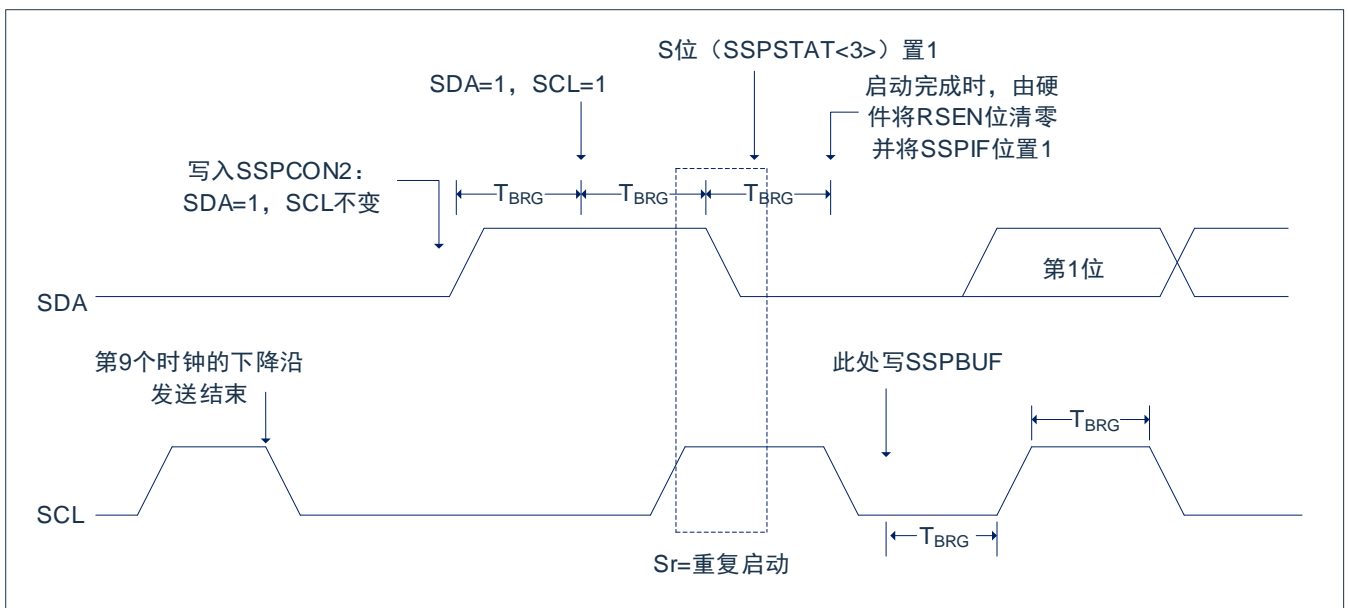 S位（SSPSTAT<3>）置1
SDA=1，SCL=1
启动完成时，由硬
件将RSEN位清零
并将SSPIF位置1
写入SSPCON2：
SDA=1，SCL不变
TBRG
TBRG
TBRG
第1位
SDA
第9个时钟的下降沿
发送结束
此处写SSPBUF
TBRG
SCL
TBRG
Sr=重复启动